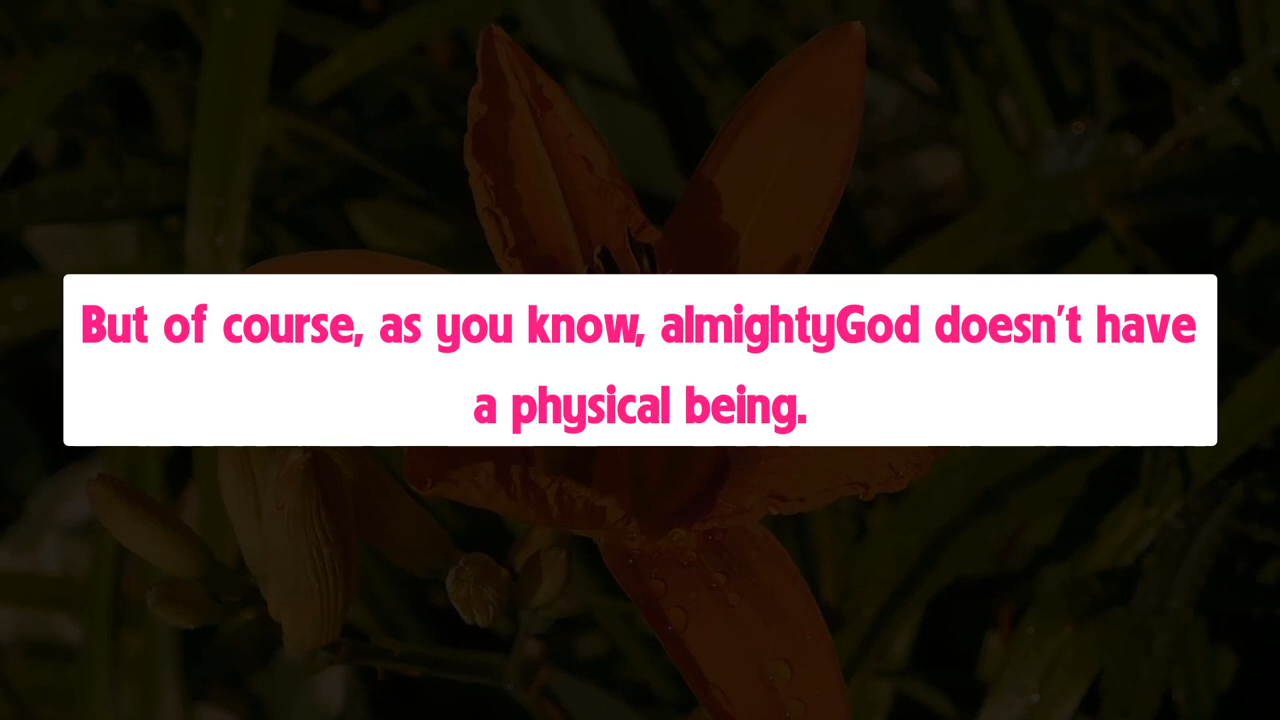 But of course, as you know, almightyGod doesn't have
a physical being.